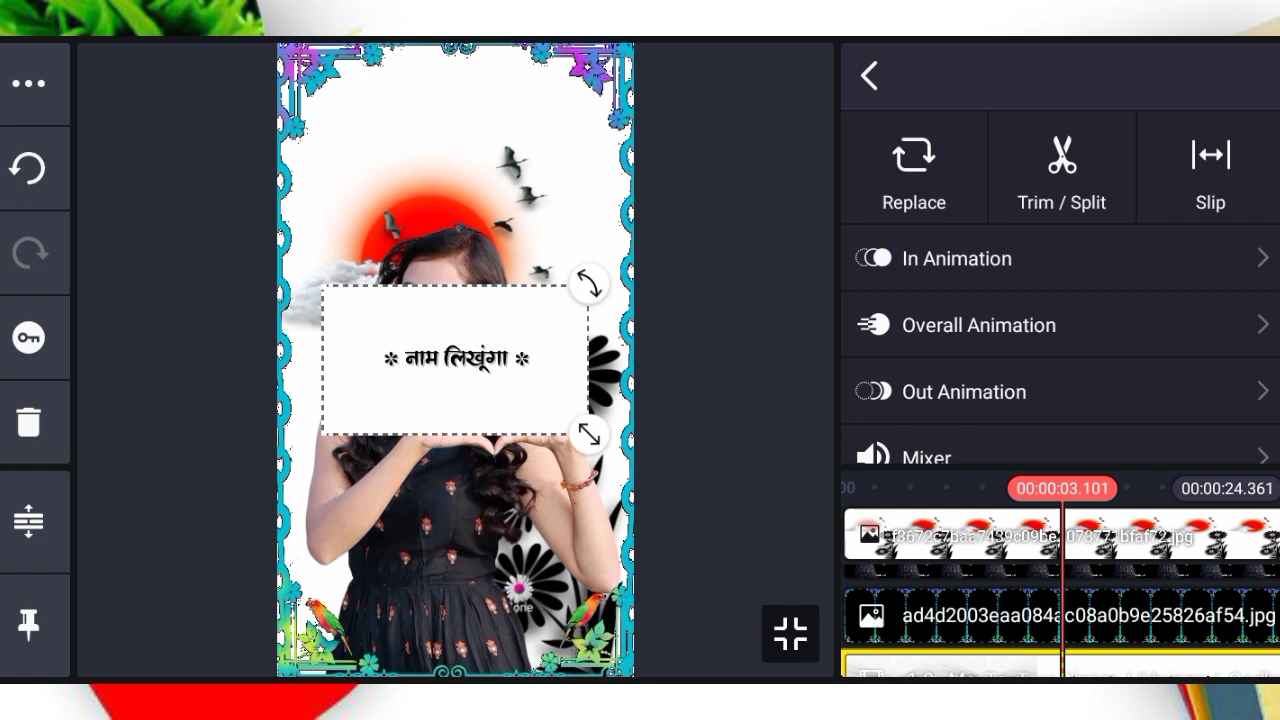 Replace
Trim / Split
Slip
In Animation
Overall Animation
Out Animation
Mixer
* नाम लिखूंगा *
00:00:03.101
00:00:24.361
ad4d2003eaa084ac08a0b9e25826af54.jpg
one